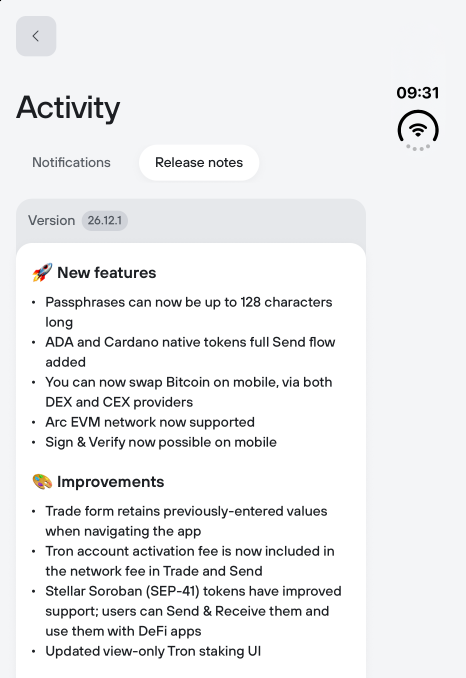 09:31
Activity
Notifications
Release notes
Version 26.12.1
🚀 New features
• Passphrases can now be up to 128 characters
long
• ADA and Cardano native tokens full Send flow
added
• You can now swap Bitcoin on mobile, via both
DEX and CEX providers
• Arc EVM network now supported
• Sign & Verify now possible on mobile
🎨 Improvements
• Trade form retains previously-entered values
when navigating the app
• Tron account activation fee is now included in
the network fee in Trade and Send
• Stellar Soroban (SEP-41) tokens have improved
support; users can Send & Receive them and
use them with DeFi apps
• Updated view-only Tron staking UI